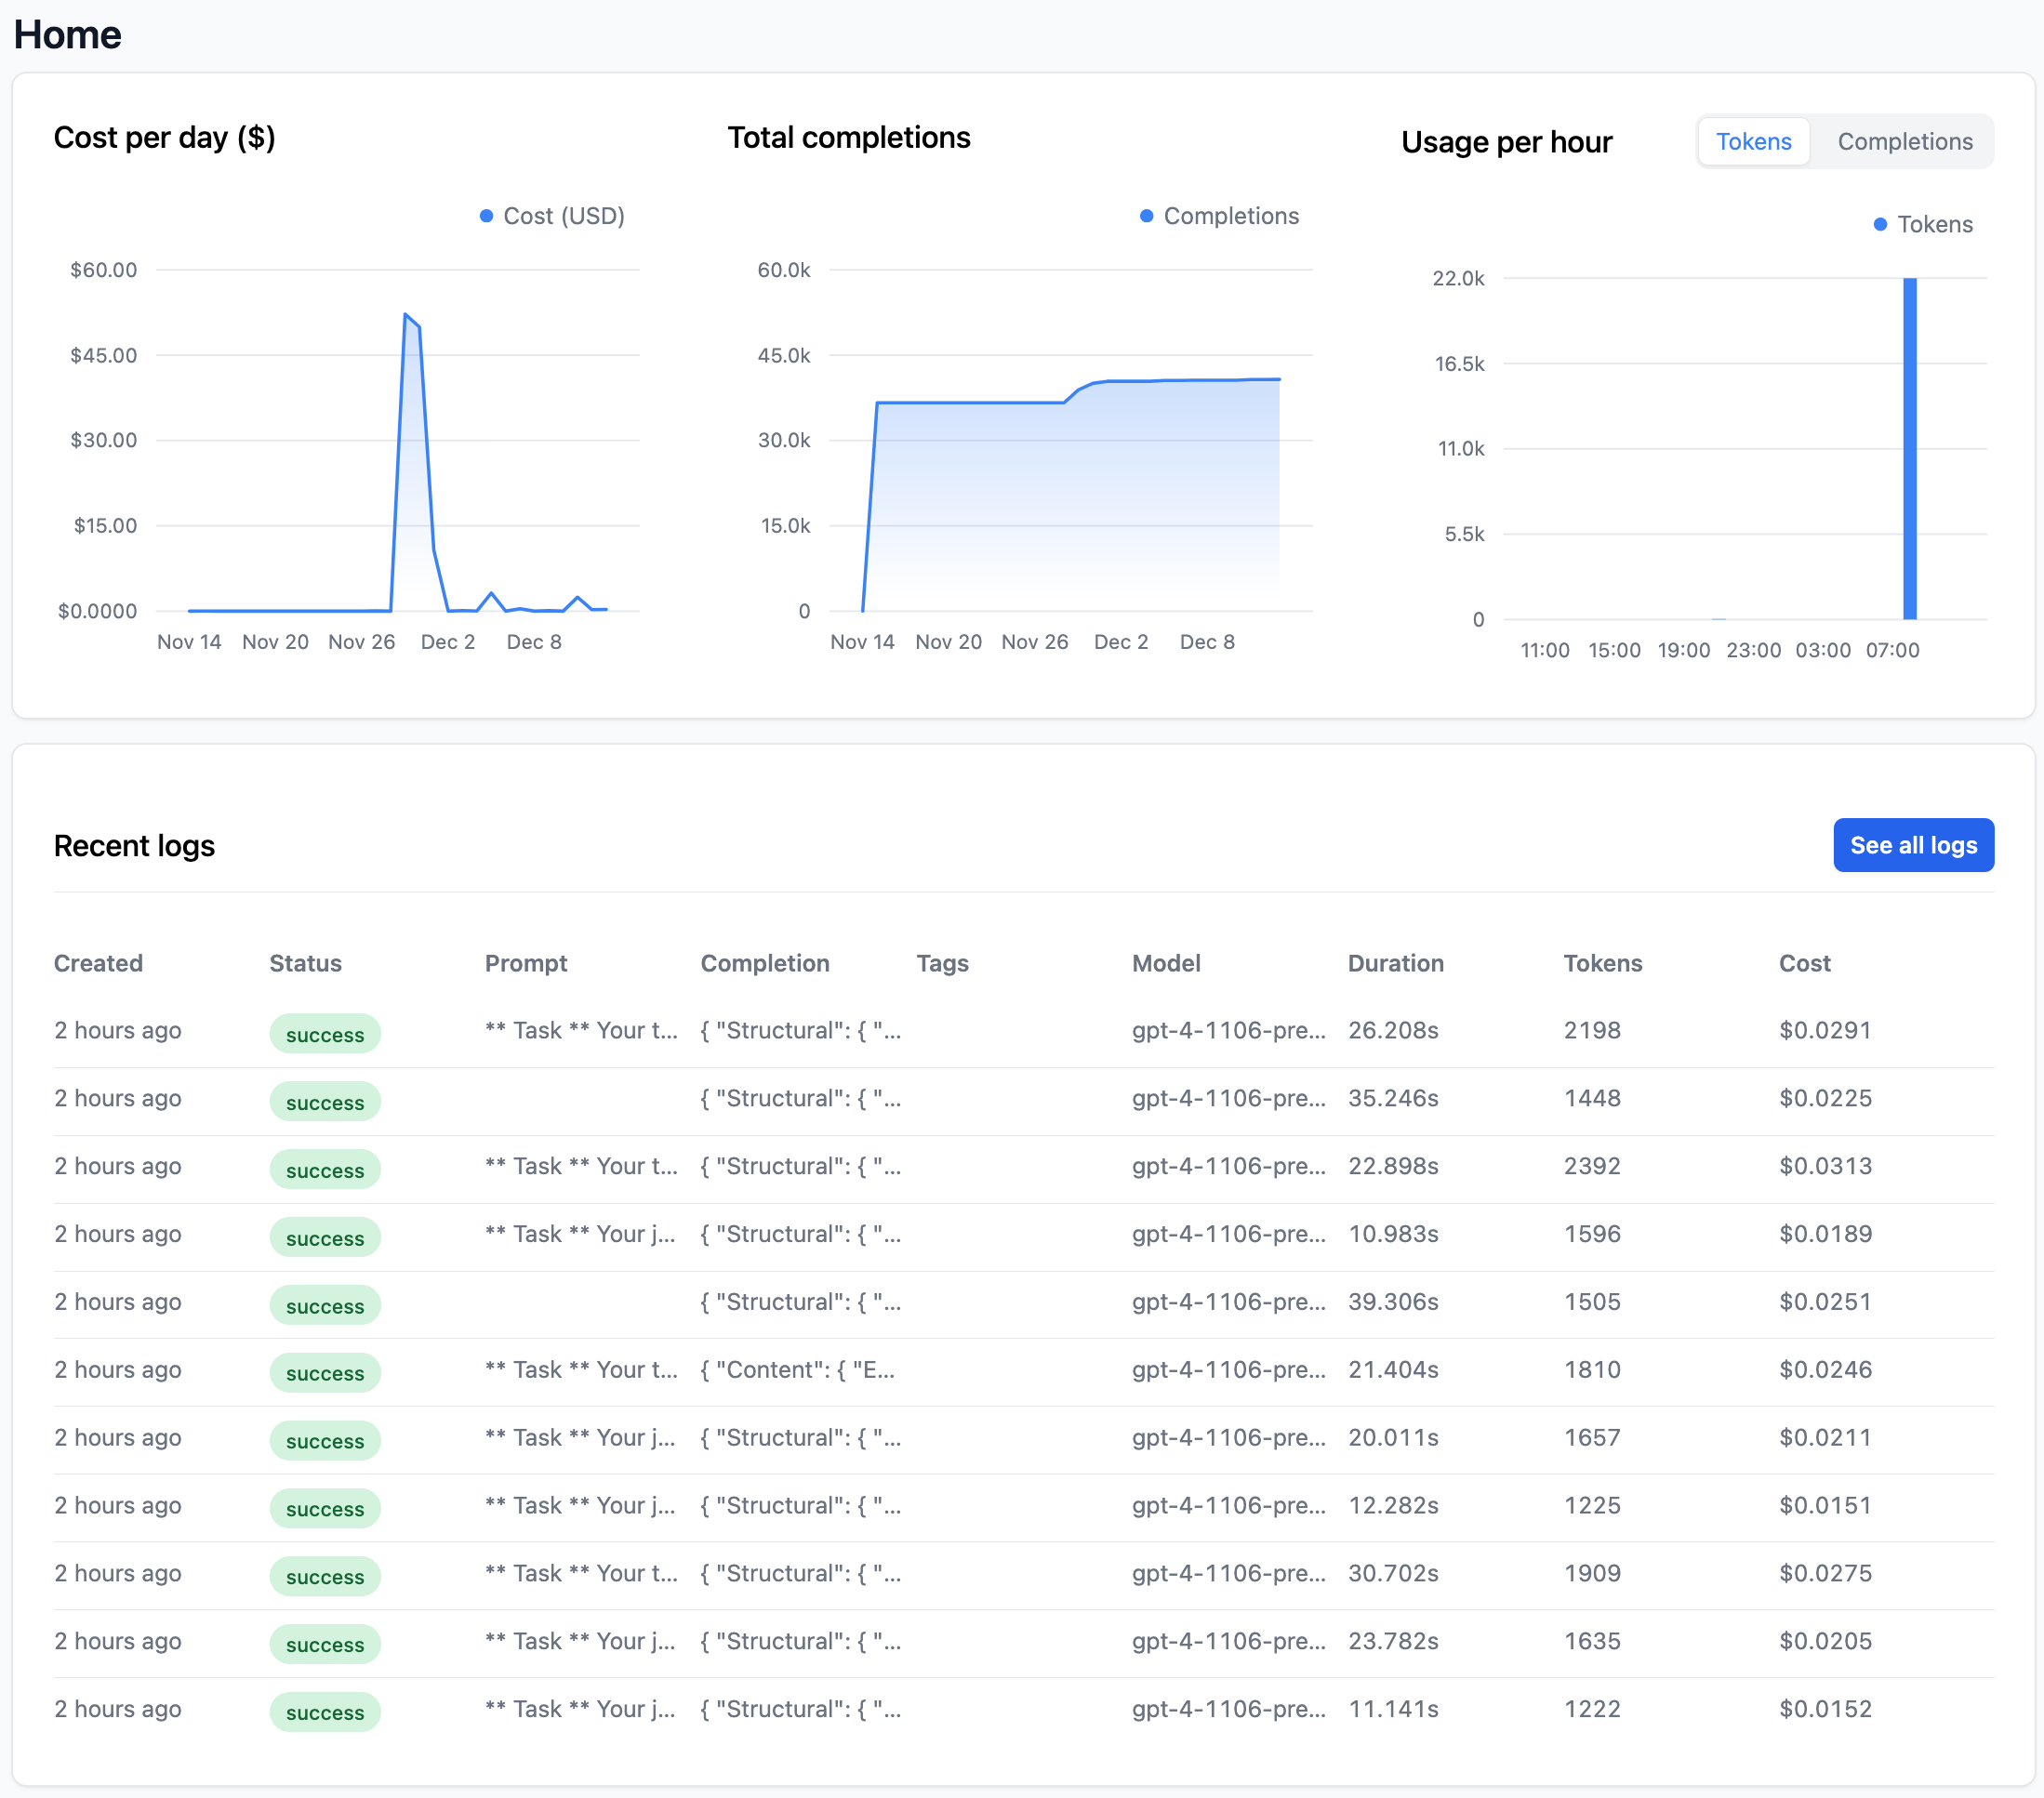 Home
Cost per day ($)
Cost (USD)
$60.00
$45.00
$30.00
$15.00
$0.0000
Nov 14 Nov 20 Nov 26 Dec 2 Dec 8
Total completions
Completions
60.0k
45.0k
30.0k
15.0k
0
Nov 14 Nov 20 Nov 26 Dec 2 Dec 8
Usage per hour
Tokens Completions
Tokens
22.0k
16.5k
11.0k
5.5k
0
11:00 15:00 19:00 23:00 03:00 07:00
Recent logs
See all logs
Created Status Prompt Completion Tags Model Duration Tokens Cost
2 hours ago success ** Task ** Your t... { "Structural": { "... gpt-4-1106-pre... 26.208s 2198 $0.0291
2 hours ago success { "Structural": { "... gpt-4-1106-pre... 35.246s 1448 $0.0225
2 hours ago success ** Task ** Your t... { "Structural": { "... gpt-4-1106-pre... 22.898s 2392 $0.0313
2 hours ago success ** Task ** Your j... { "Structural": { "... gpt-4-1106-pre... 10.983s 1596 $0.0189
2 hours ago success { "Structural": { "... gpt-4-1106-pre... 39.306s 1505 $0.0251
2 hours ago success ** Task ** Your t... { "Content": { "E... gpt-4-1106-pre... 21.404s 1810 $0.0246
2 hours ago success ** Task ** Your j... { "Structural": { "... gpt-4-1106-pre... 20.011s 1657 $0.0211
2 hours ago success ** Task ** Your j... { "Structural": { "... gpt-4-1106-pre... 12.282s 1225 $0.0151
2 hours ago success ** Task ** Your t... { "Structural": { "... gpt-4-1106-pre... 30.702s 1909 $0.0275
2 hours ago success ** Task ** Your j... { "Structural": { "... gpt-4-1106-pre... 23.782s 1635 $0.0205
2 hours ago success ** Task ** Your j... { "Structural": { "... gpt-4-1106-pre... 11.141s 1222 $0.0152